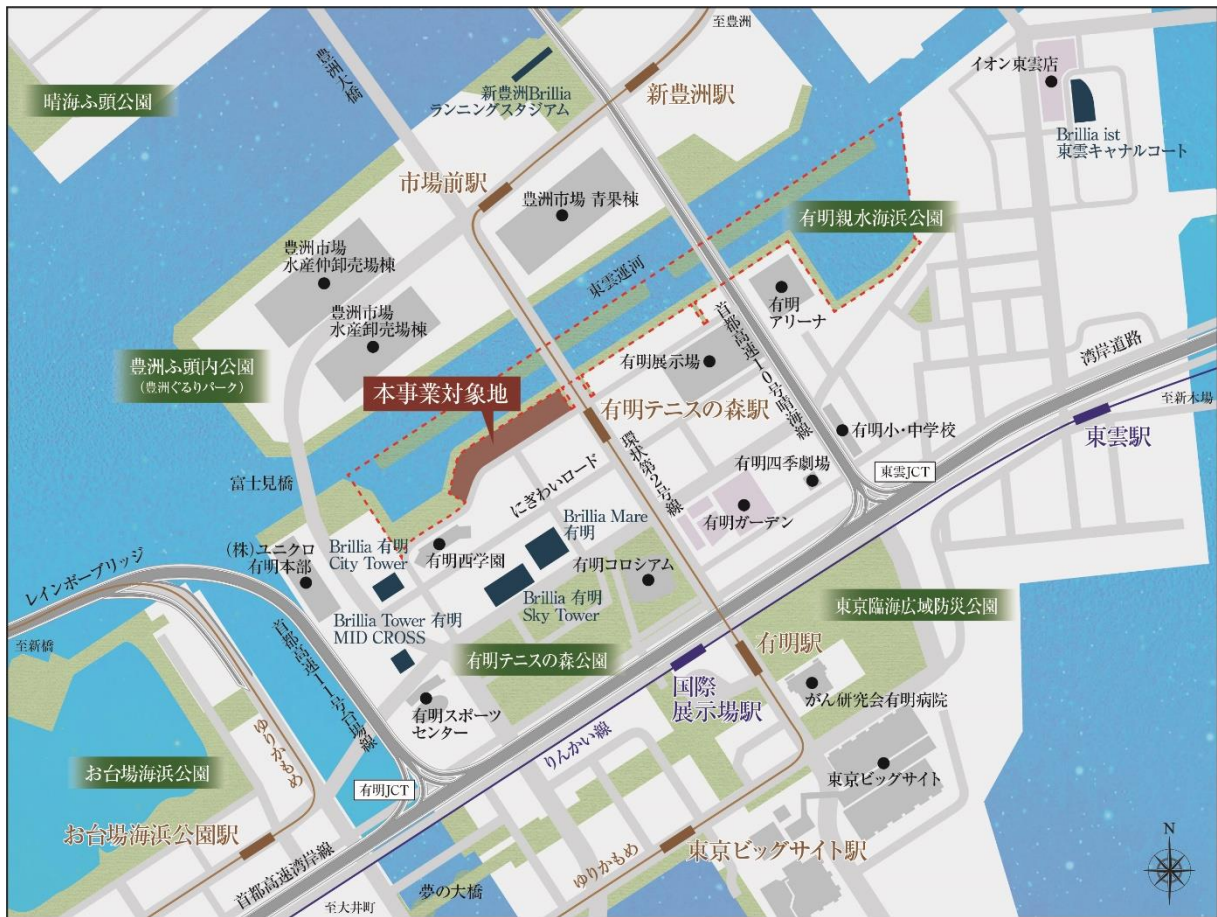 至豊洲
豊洲大橋
イオン東雲店
晴海ふ頭公園
新豊洲Brillia
ランニングスタジアム
新豊洲駅
Brillia ist
東雲キャナルコート
市場前駅
豊洲市場 青果棟
有明親水海浜公園
豊洲市場
水産仲卸売場棟
東雲運河
豊洲市場
水産卸売場棟
有明
アリーナ
首都高速10号晴海線
湾岸道路
豊洲ふ頭内公園
(豊洲ぐるりパーク)
有明展示場
本事業対象地
有明テニスの森駅
至新木場
東雲駅
有明小・中学校
環状第2号線
富士見橋
にぎわいロード
有明四季劇場
東雲JCT
有明ガーデン
Brillia Mare
有明
(株)ユニクロ
有明本部
Brillia 有明
City Tower
有明西学園
有明コロシアム
レインボーブリッジ
Brillia 有明
Sky Tower
東京臨海広域防災公園
Brillia Tower 有明
MID CROSS
至新橋
首都高速11号台場線
有明テニスの森公園
有明駅
国際
展示場駅
がん研究会有明病院
有明スポーツ
センター
りんかい線
ゆりかもめ
お台場海浜公園
東京ビッグサイト
有明JCT
お台場海浜公園駅
東京ビッグサイト駅
N
首都高速湾岸線
ゆりかもめ
夢の大橋
至大井町